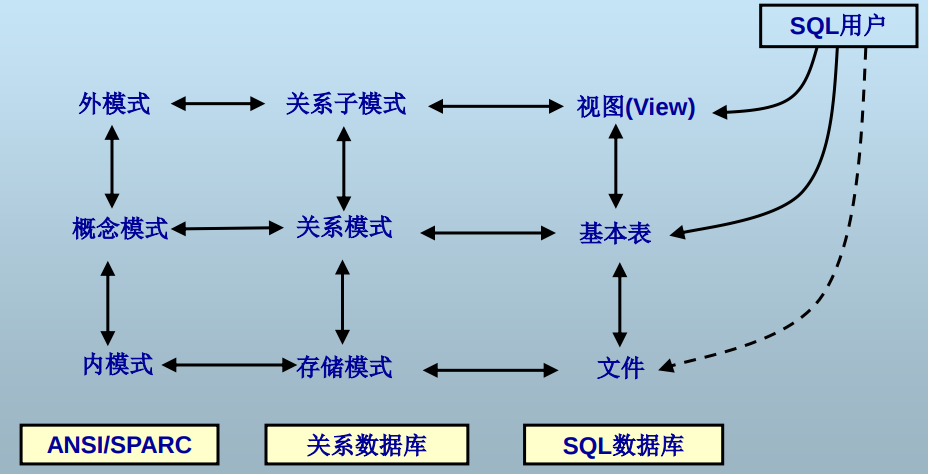 SQL用户
外模式
关系子模式
视图(View)
概念模式
关系模式
基本表
内模式
存储模式
文件
ANSI/SPARC
关系数据库
SQL数据库